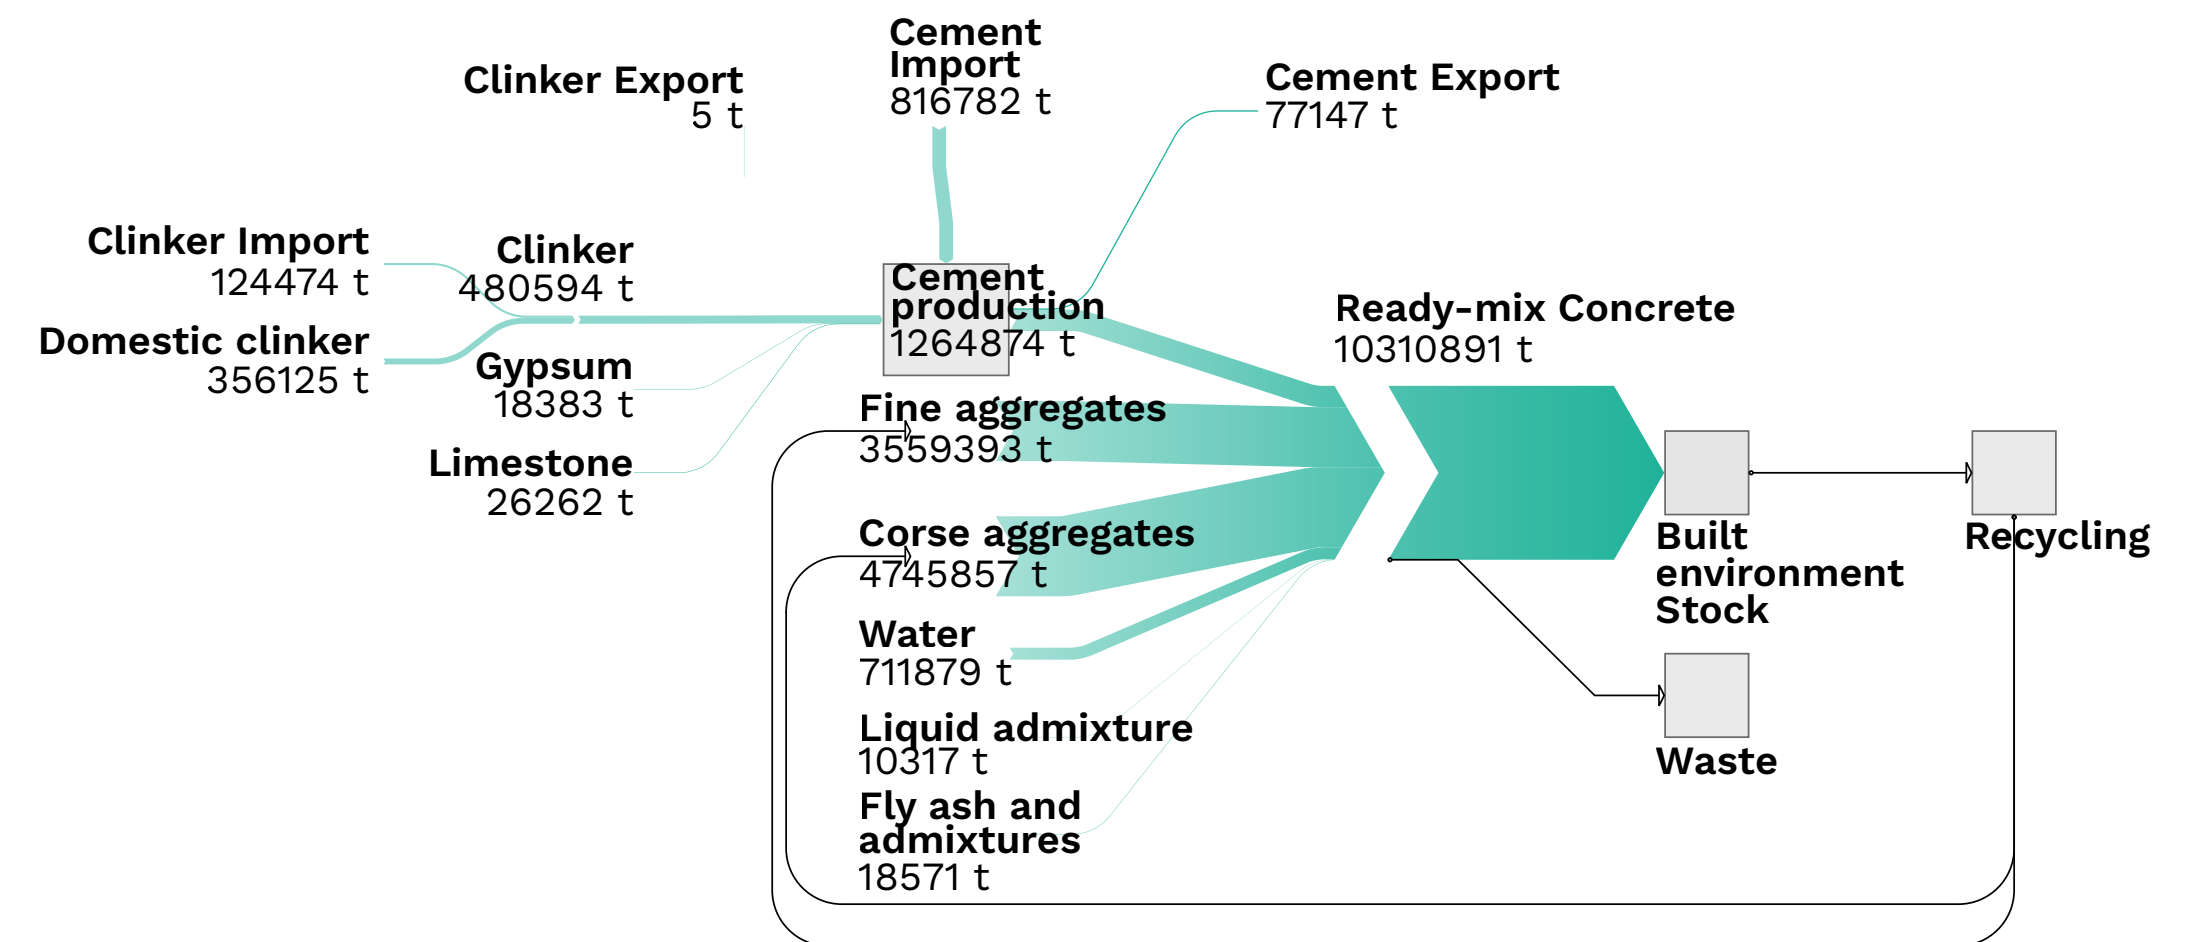 Cement
Import
816782 t
Clinker Export
5 t
Cement Export
77147 t
Clinker Import
124474 t
Clinker
480594 t
Domestic clinker
356125 t
Gypsum
18383 t
Limestone
26262 t
Cement
production
1264874 t
Ready-mix Concrete
10310891 t
Fine aggregates
3559393 t
Corse aggregates
4745857 t
Water
711879 t
Liquid admixture
10317 t
Fly ash and
admixtures
18571 t
Built
environment
Stock
Recycling
Waste